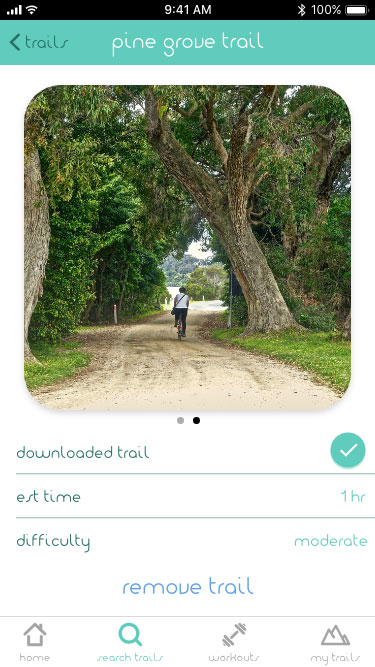 9:41 AM 100%
trails pine grove trail
downloaded trail
est time 1 hr
difficulty moderate
remove trail
home search trails workouts my trails